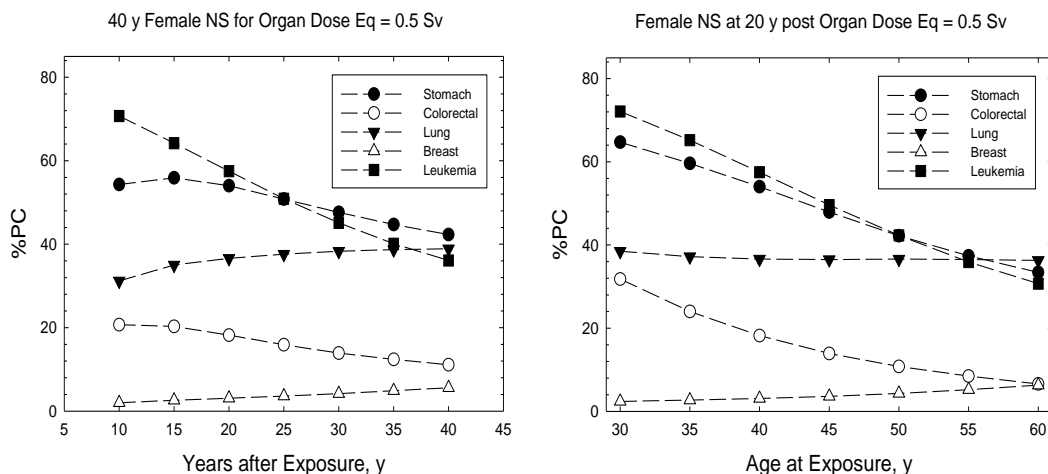 40 y Female NS for Organ Dose Eq = 0.5 Sv
%PC
80
60
40
20
0
Stomach
Colorectal
Lung
Breast
Leukemia
5 10 15 20 25 30 35 40 45
Years after Exposure, y
Female NS at 20 y post Organ Dose Eq = 0.5 Sv
%PC
80
60
40
20
0
Stomach
Colorectal
Lung
Breast
Leukemia
30 35 40 45 50 55 60
Age at Exposure, y